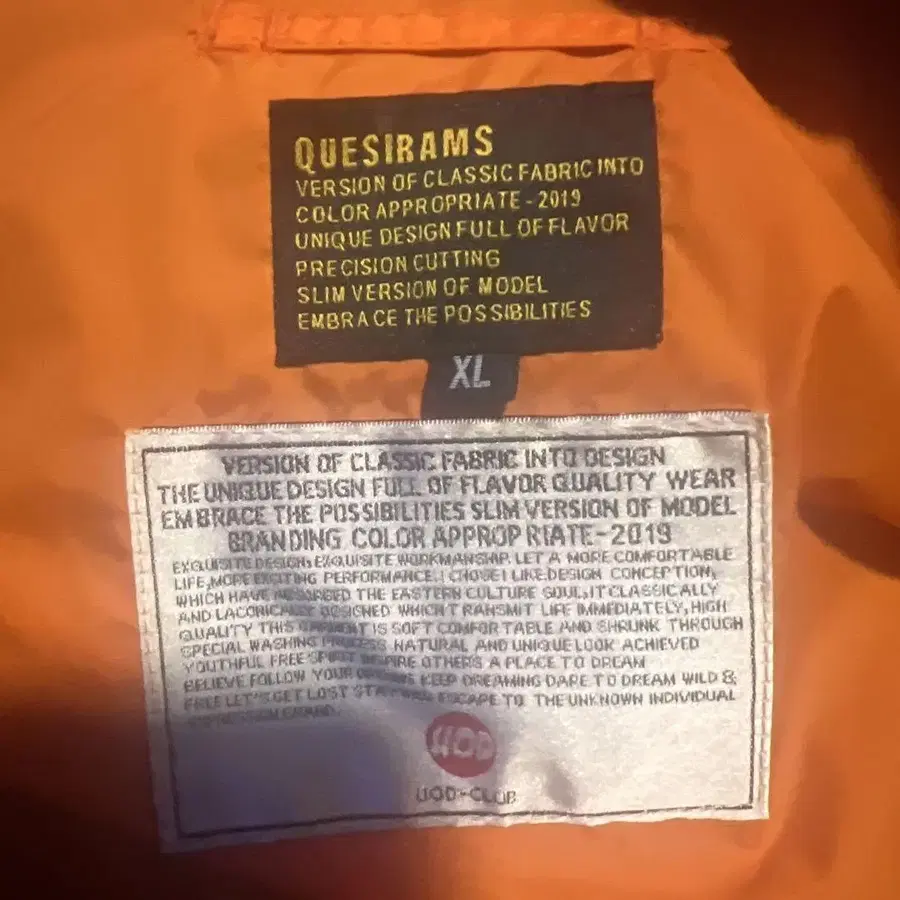 QUESIRAMS
VERSION OF CLASSIC FABRIC INTO
COLOR APPROPRIATE - 2019
UNIQUE DESIGN FULL OF FLAVOR
PRECISION CUTTING
SLIM VERSION OF MODEL
EMBRACE THE POSSIBILITIES
XL
VERSION OF CLASSIC FABRIC INTO DESIGN
THE UNIQUE DESIGN FULL OF FLAVOR QUALITY WEAR
EMBRACE THE POSSIBILITIES SLIM VERSION OF MODEL
BRANDING COLOR APPROPRIATE-2019
EXQUISITE DESIGN, EXQUISITE WORKMANSHIP. LET A MORE COMFORTABLE
LIFE, MORE EXCITING PERFORMANCE. I LIKE DESIGN CONCEPTION,
WHICH HAVE THE EASTERN CULTURE SOUL, IT CLASSICALLY
AND LACONICALLY DESIGNED WHICH TRANSMIT LIFE IMMEDIATELY, HIGH
QUALITY THIS GARMENT IS SOFT COMFORTABLE AND SHRUNK THROUGH
SPECIAL WASHING PROCESS NATURAL AND UNIQUE LOOK ACHIEVED
YOUTHFUL FREE SPIRIT INSPIRE OTHERS A PLACE TO DREAM
BELIEVE FOLLOW YOUR KEEP DREAMING DARE TO DREAM WILD &
FREE LET'S GET LOST ESCAPE TO THE UNKNOWN INDIVIDUAL
UOD
UOD-CLUB